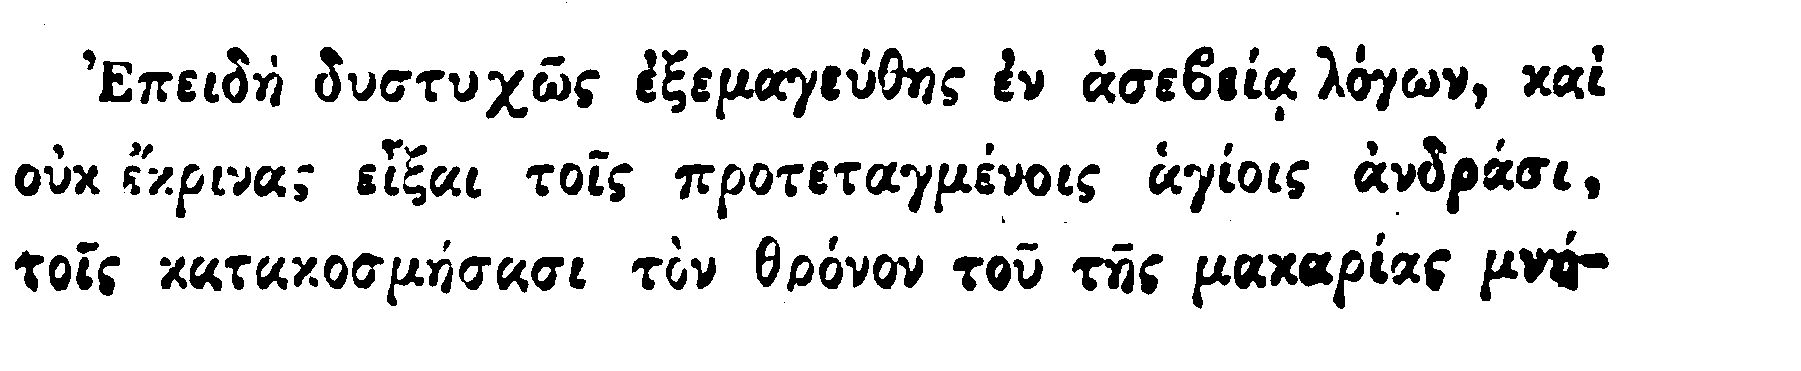 Ἐπειδὴ δυστυχῶς ἐξεμαγεύθης ἐν ἀσεβείᾳ λόγων, καὶ
οὐκ ἔκρινας εἶξαι τοῖς προτεταγμένοις ἁγίοις ἀνδράσι,
τοῖς κατακοσμήσασι τὸν θρόνον τοῦ τῆς μακαρίας μνή-